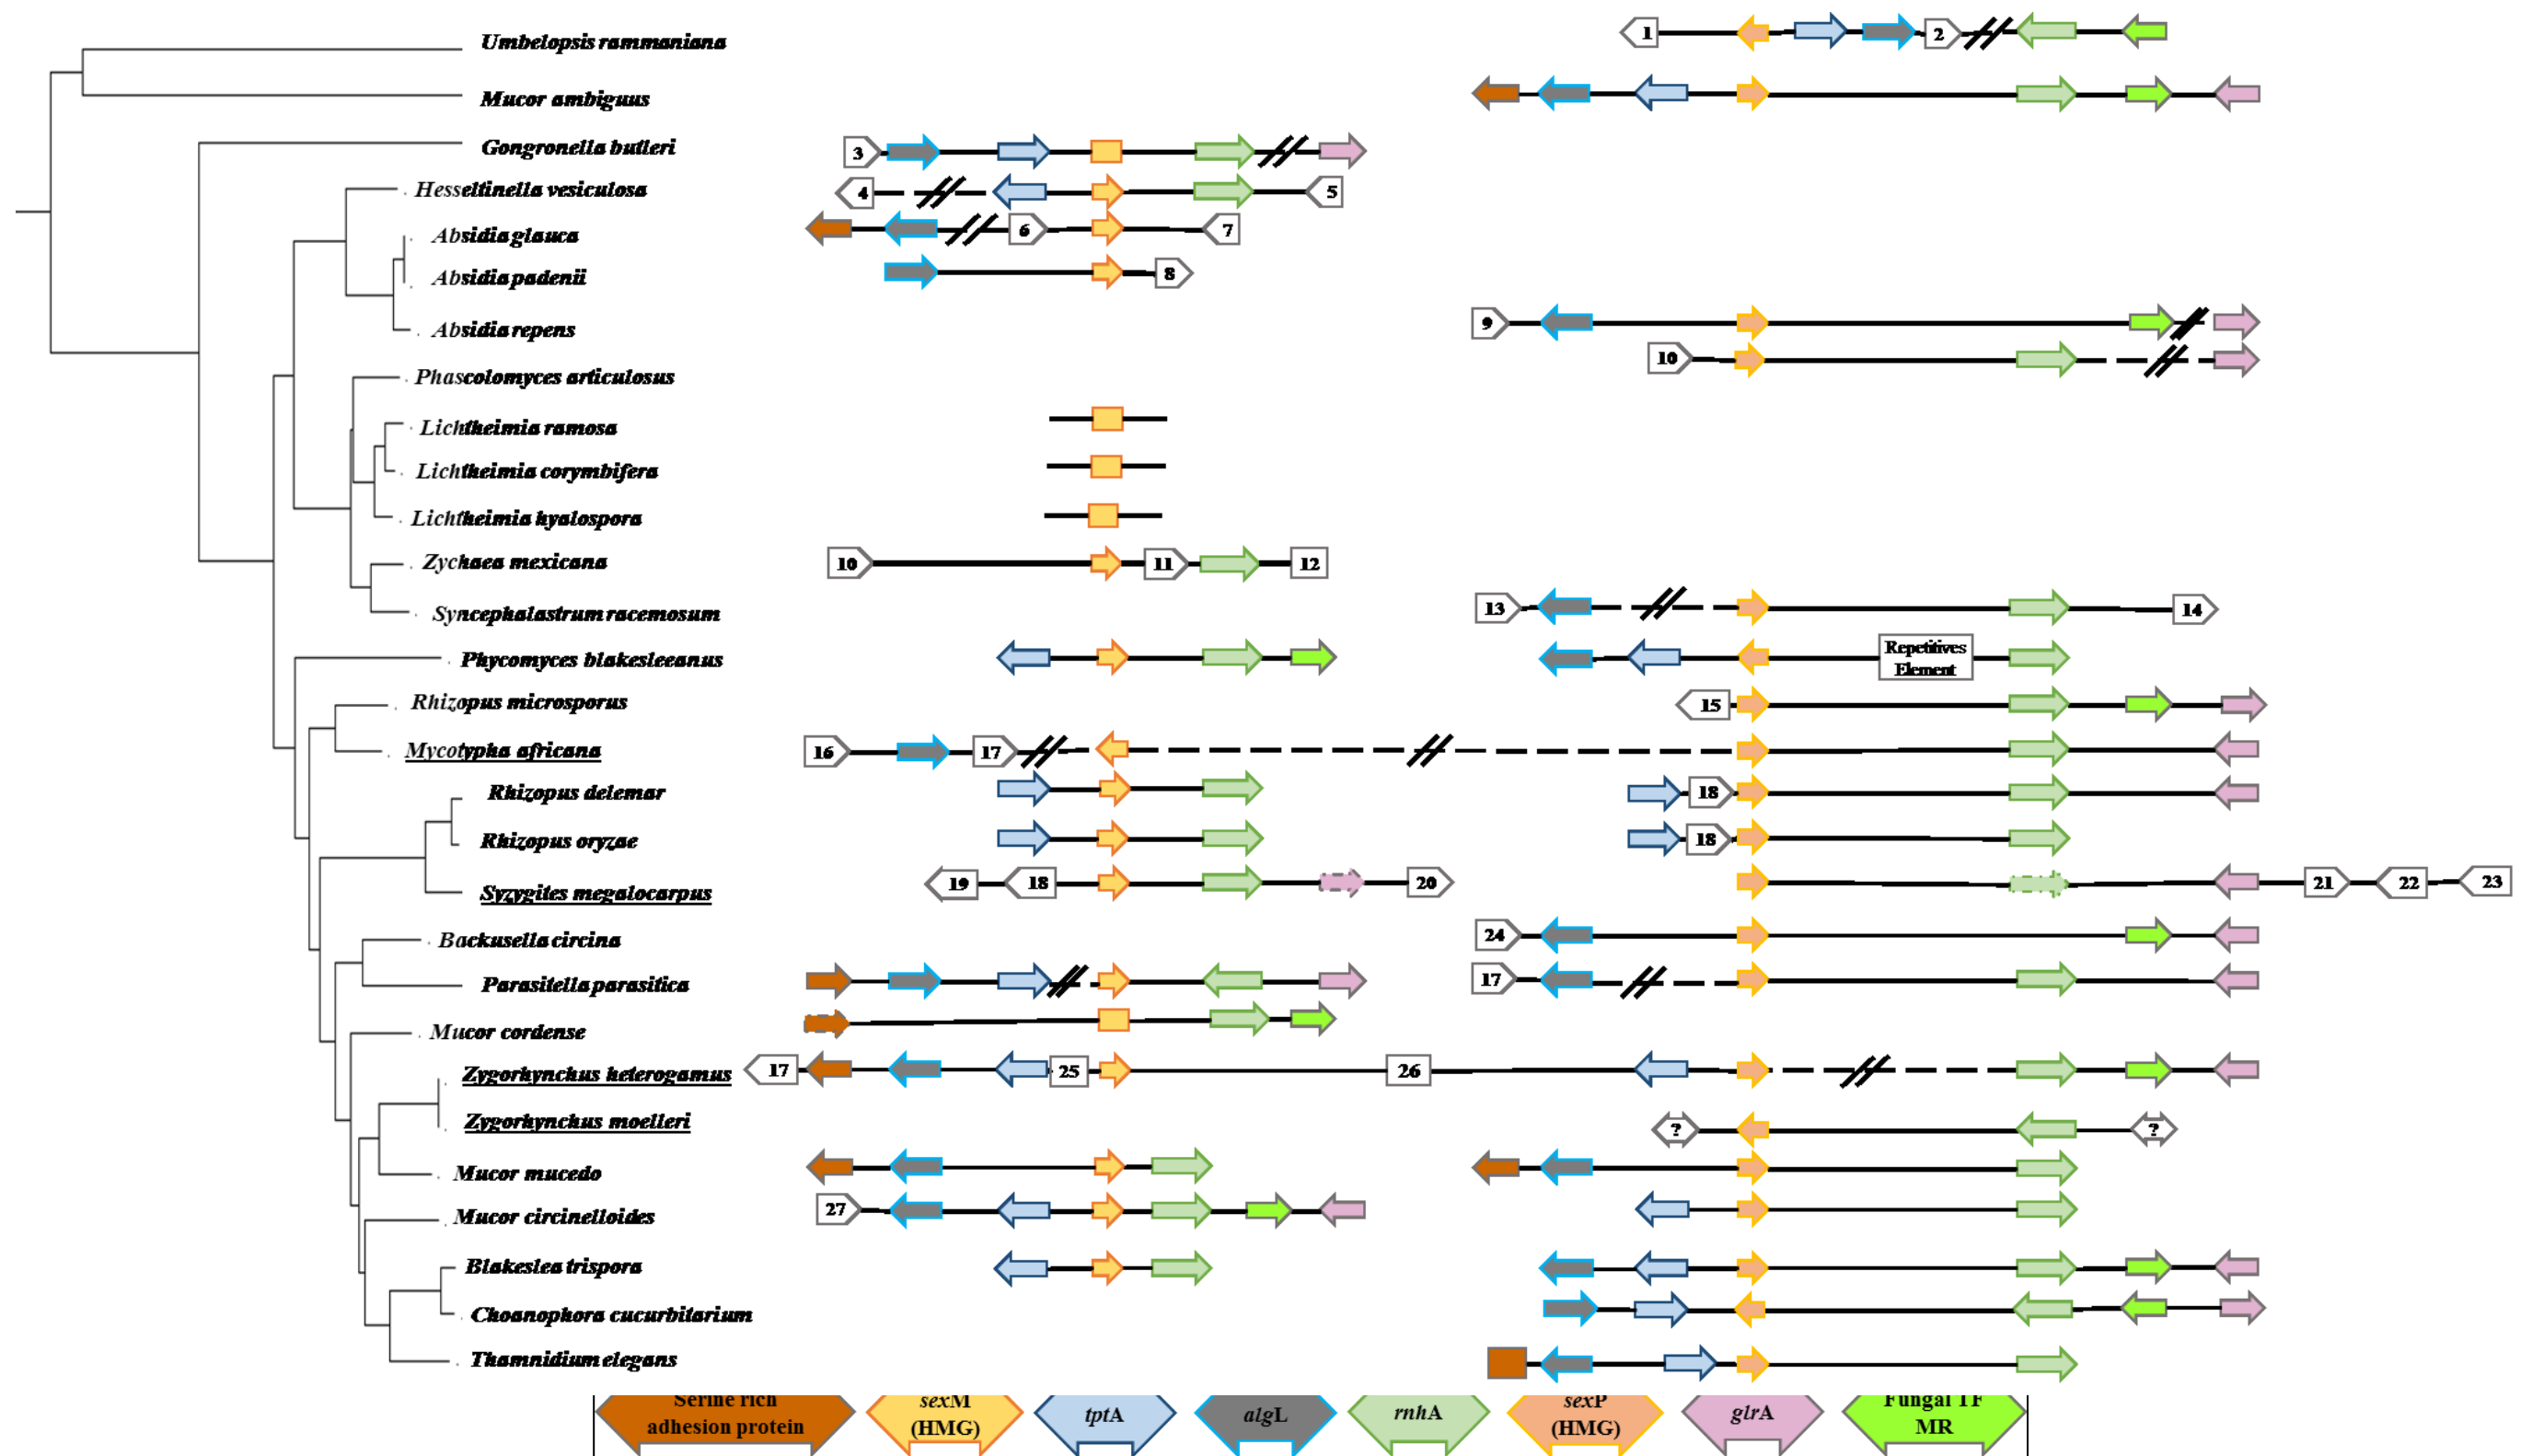 Umbelopsis rammaniana 1 2
Mucor ambiguus
Gongronella butleri 3
Hesseltinella vesiculosa 4 5
Absidia glauca 6 7
Absidia padenii 8
Absidia repens 9
10
Phascolomyces articulosus
Lichtheimia ramosa
Lichtheimia corymbifera
Lichtheimia hyalospora
Zychaea mexicana 10 11 12
Syncephalastrum racemosum 13 14
Phycomyces blakesleeanus Repetitives
Element
Rhizopus microsporus 15
Mycotypha africana 16 17
Rhizopus delemar 18
Rhizopus oryzae 18
Syzygites megalocarpus 19 18 20 21 22 23
Backusella circina 24
Parasitella parasitica 17
Mucor cordense
Zygorhynchus heterogamus 17 25 26
Zygorhynchus moelleri ? ?
Mucor mucedo
Mucor circinelloides 27
Blakeslea trispora
Choanophora cucurbitarium
Thamnidium elegans
Serine rich
adhesion protein
sexM
(HMG)
tptA
algL
rnhA
sexP
(HMG)
glrA
Fungal TF
MR